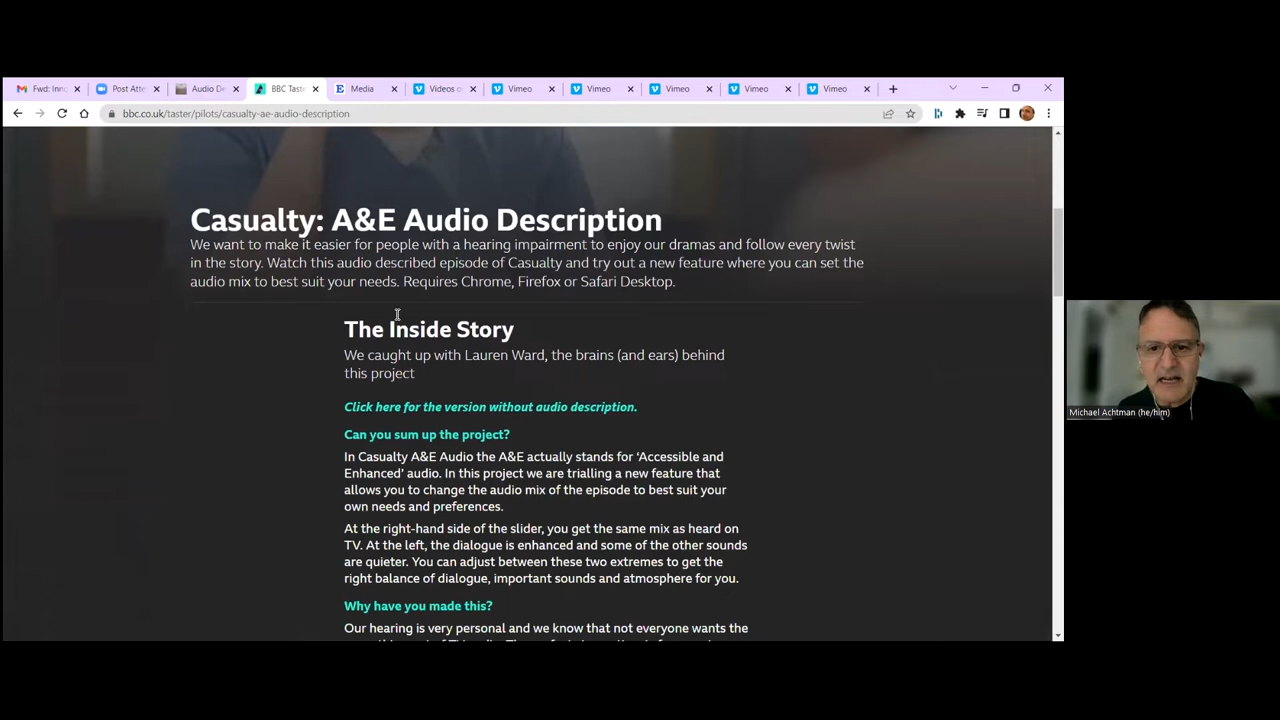 Fwd: Inno
Post Atte
Audio De
BBC Taste
Media
Videos o
Vimeo
Vimeo
Vimeo
Vimeo
Vimeo
bbc.co.uk/taster/pilots/casualty-ae-audio-description
Casualty: A&E Audio Description
We want to make it easier for people with a hearing impairment to enjoy our dramas and follow every twist
in the story. Watch this audio described episode of Casualty and try out a new feature where you can set the
audio mix to best suit your needs. Requires Chrome, Firefox or Safari Desktop.
The Inside Story
We caught up with Lauren Ward, the brains (and ears) behind
this project
Click here for the version without audio description.
Can you sum up the project?
In Casualty A&E Audio the A&E actually stands for ‘Accessible and
Enhanced’ audio. In this project we are trialling a new feature that
allows you to change the audio mix of the episode to best suit your
own needs and preferences.
At the right-hand side of the slider, you get the same mix as heard on
TV. At the left, the dialogue is enhanced and some of the other sounds
are quieter. You can adjust between these two extremes to get the
right balance of dialogue, important sounds and atmosphere for you.
Why have you made this?
Our hearing is very personal and we know that not everyone wants the
Michael Achtman (he/him)